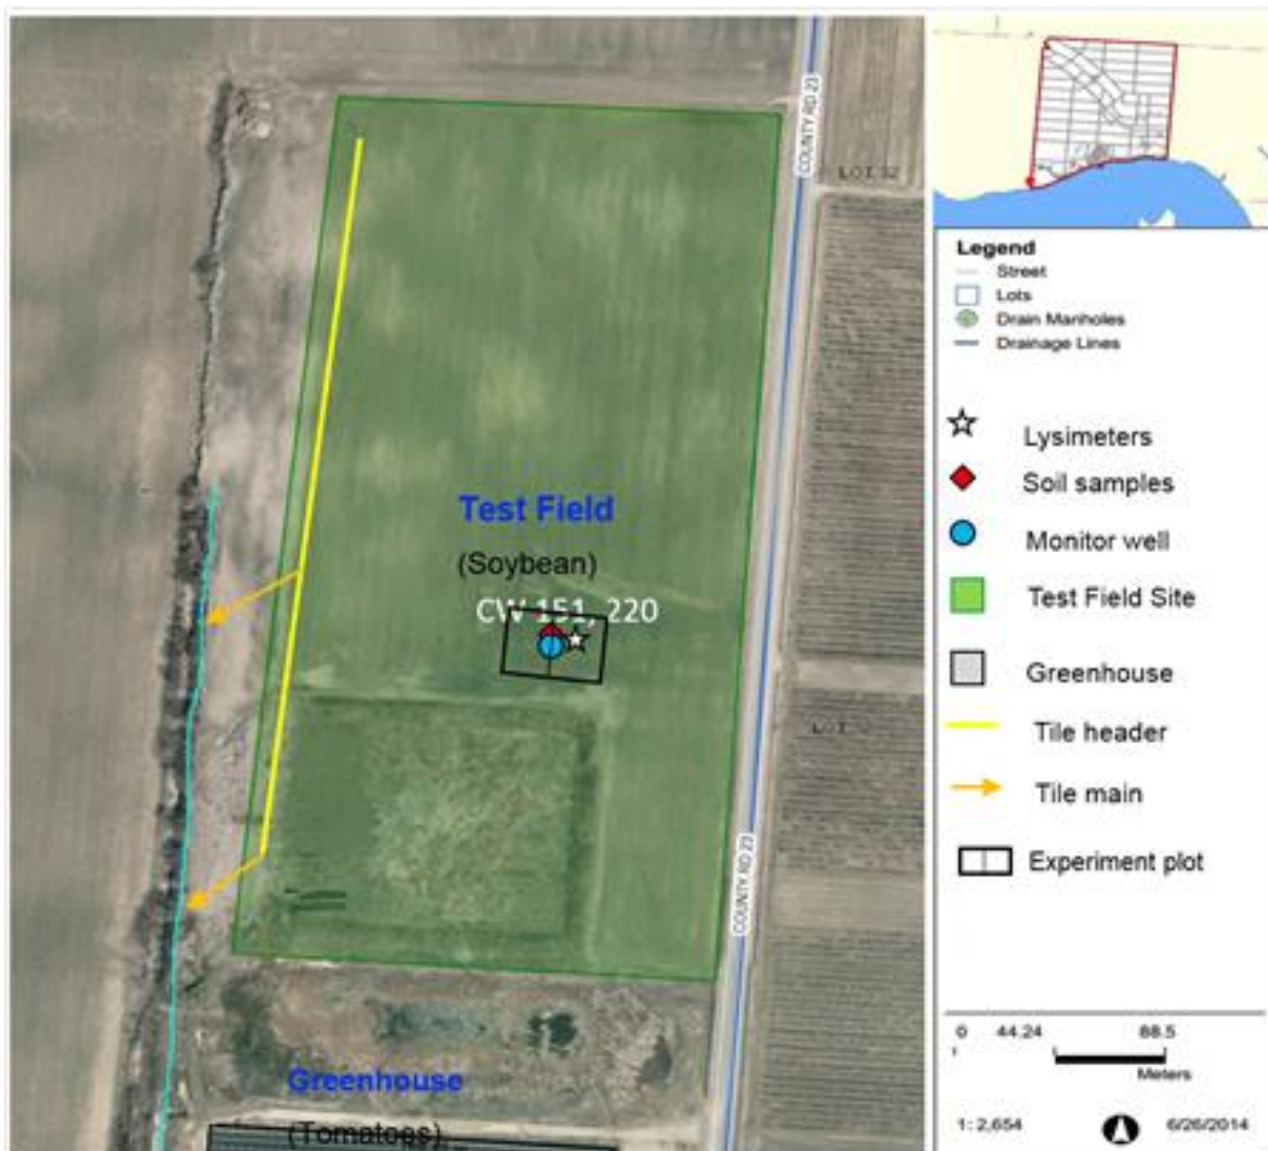 COUNTY RD 23
LOT 32
Test Field
(Soybean)
CW 151, 220
COUNTY RD 23
Greenhouse
(Tomatoes)
Legend
Street
Lots
Drain Manholes
Drainage Lines
Lysimeters
Soil samples
Monitor well
Test Field Site
Greenhouse
Tile header
Tile main
Experiment plot
0 44.24 88.5
Meters
1: 2,654 6/26/2014